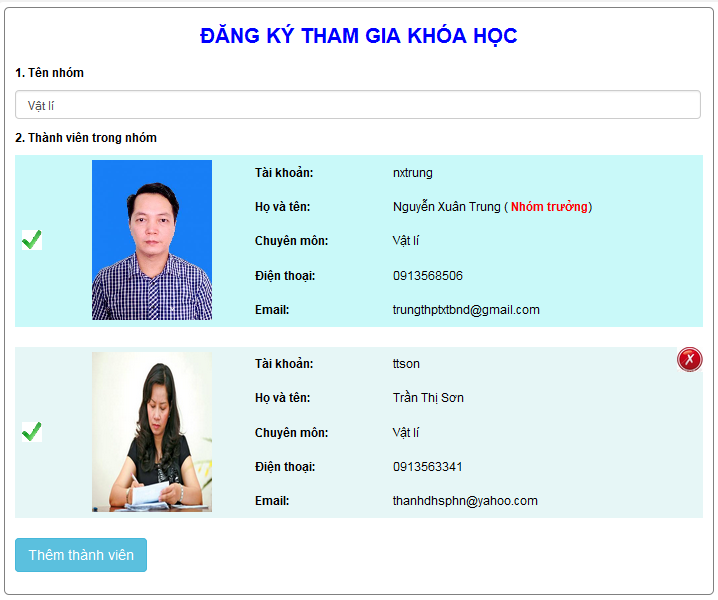 ĐĂNG KÝ THAM GIA KHÓA HỌC
1. Tên nhóm
Vật lí
2. Thành viên trong nhóm
Tài khoản: nxtrung
Họ và tên: Nguyễn Xuân Trung ( Nhóm trưởng)
Chuyên môn: Vật lí
Điện thoại: 0913568506
Email: trungthptxtbnd@gmail.com
Tài khoản: ttson
Họ và tên: Trần Thị Sơn
Chuyên môn: Vật lí
Điện thoại: 0913563341
Email: thanhdhsphn@yahoo.com
Thêm thành viên